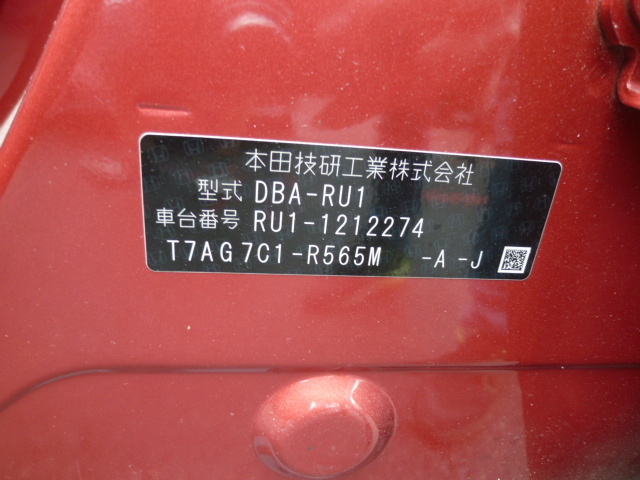 本田技研工業株式会社
型式 DBA-RU1
車台番号 RU1-1212274
T7AG7C1-R565M -A-J